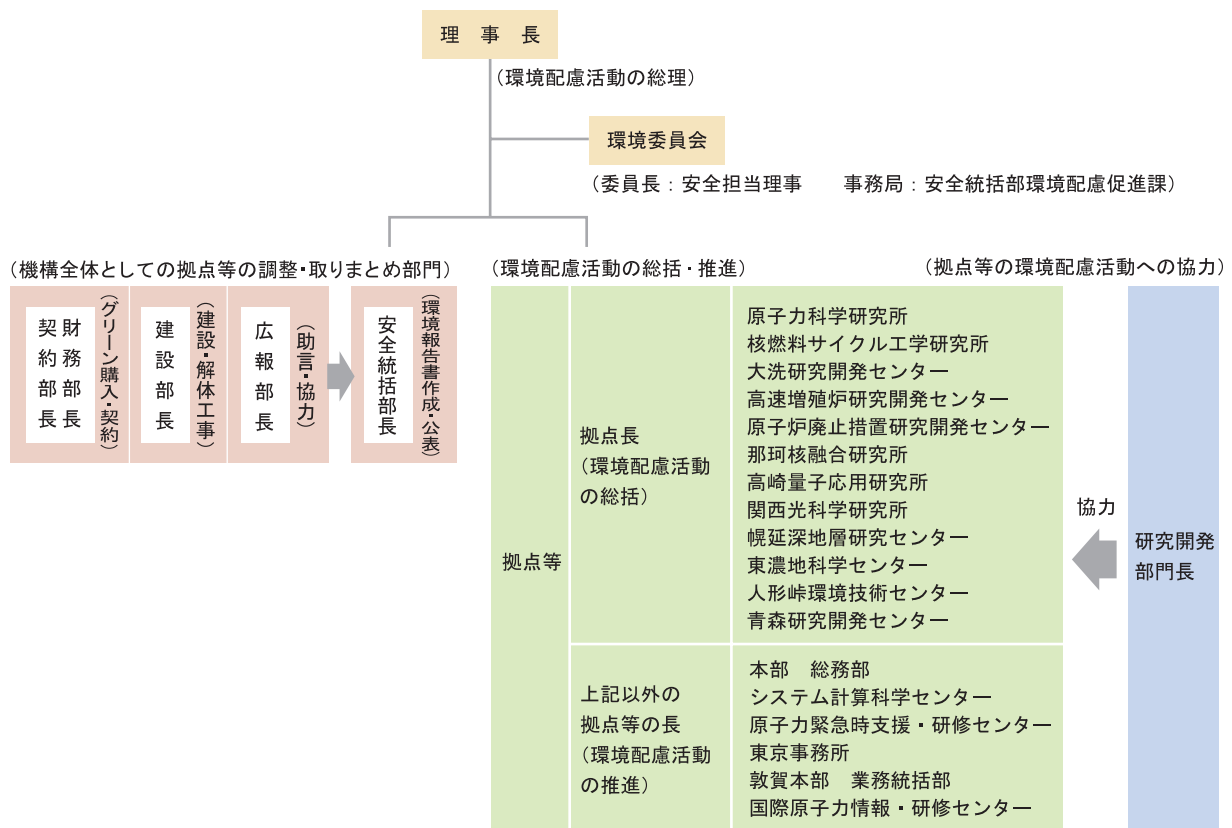 理　事　長
(環境配慮活動の総理)
環境委員会
(委員長：安全担当理事　　事務局：安全統括部環境配慮促進課)
(機構全体としての拠点等の調整・取りまとめ部門)
財務部長
契約部長
(グリーン購入・契約)
建設部長
(建設・解体工事)
広報部長
(助言・協力)
安全統括部長
(環境報告書作成・公表)
(環境配慮活動の総括・推進)
(拠点等の環境配慮活動への協力)
拠点等
拠点長
(環境配慮活動
の総括)
原子力科学研究所
核燃料サイクル工学研究所
大洗研究開発センター
高速増殖炉研究開発センター
原子炉廃止措置研究開発センター
那珂核融合研究所
高崎量子応用研究所
関西光科学研究所
幌延深地層研究センター
東濃地科学センター
人形峠環境技術センター
青森研究開発センター
上記以外の
拠点等の長
(環境配慮活動
の推進)
本部　総務部
システム計算科学センター
原子力緊急時支援・研修センター
東京事務所
敦賀本部　業務統括部
国際原子力情報・研修センター
協力
研究開発
部門長